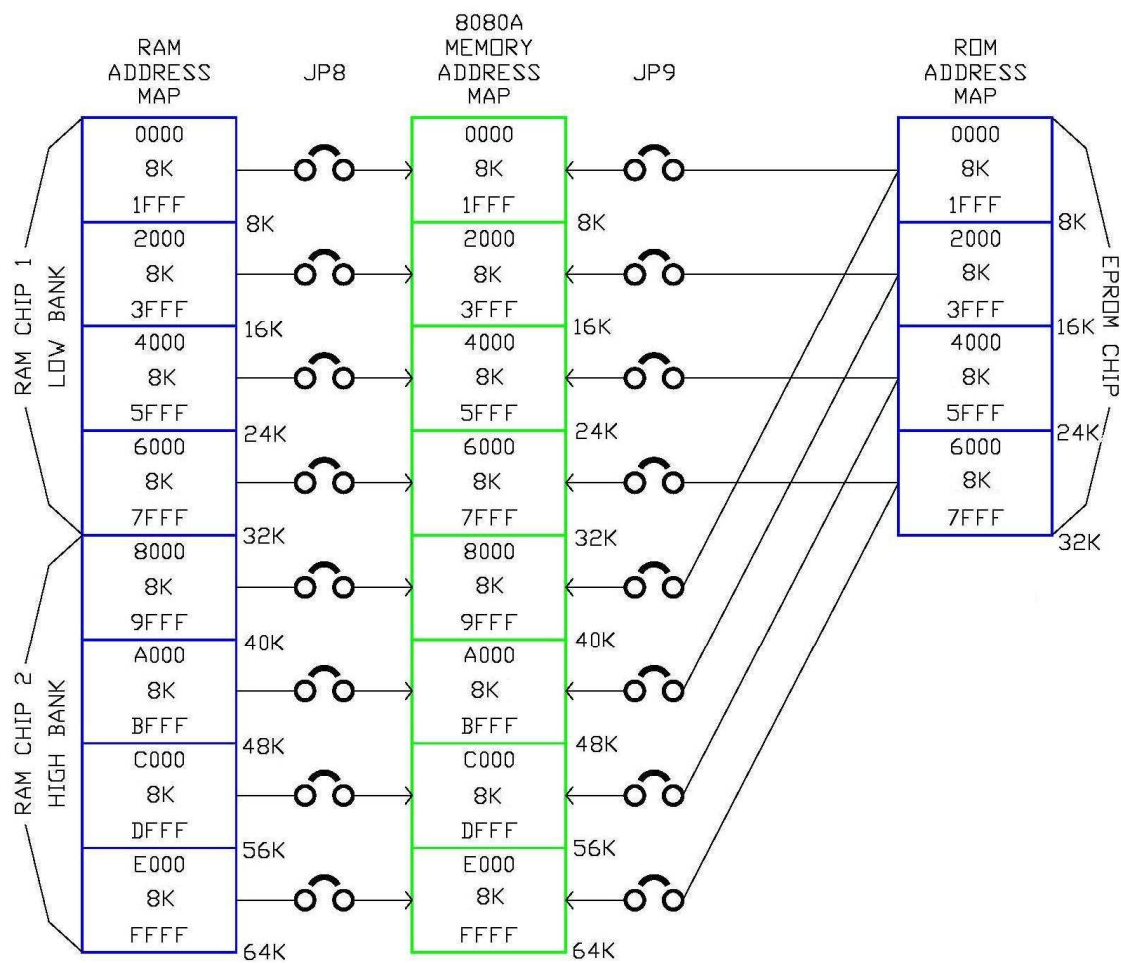 RAM
ADDRESS
MAP
JP8
8080A
MEMORY
ADDRESS
MAP
JP9
ROM
ADDRESS
MAP
RAM CHIP 1
LOW BANK
RAM CHIP 2
HIGH BANK
0000
8K
1FFF
8K
2000
8K
3FFF
16K
4000
8K
5FFF
24K
6000
8K
7FFF
32K
8000
8K
9FFF
40K
A000
8K
BFFF
48K
C000
8K
DFFF
56K
E000
8K
FFFF
64K
0000
8K
1FFF
8K
2000
8K
3FFF
16K
4000
8K
5FFF
24K
6000
8K
7FFF
32K
8000
8K
9FFF
40K
A000
8K
BFFF
48K
C000
8K
DFFF
56K
E000
8K
FFFF
64K
0000
8K
1FFF
8K
2000
8K
3FFF
16K
4000
8K
5FFF
24K
6000
8K
7FFF
32K
EPROM CHIP